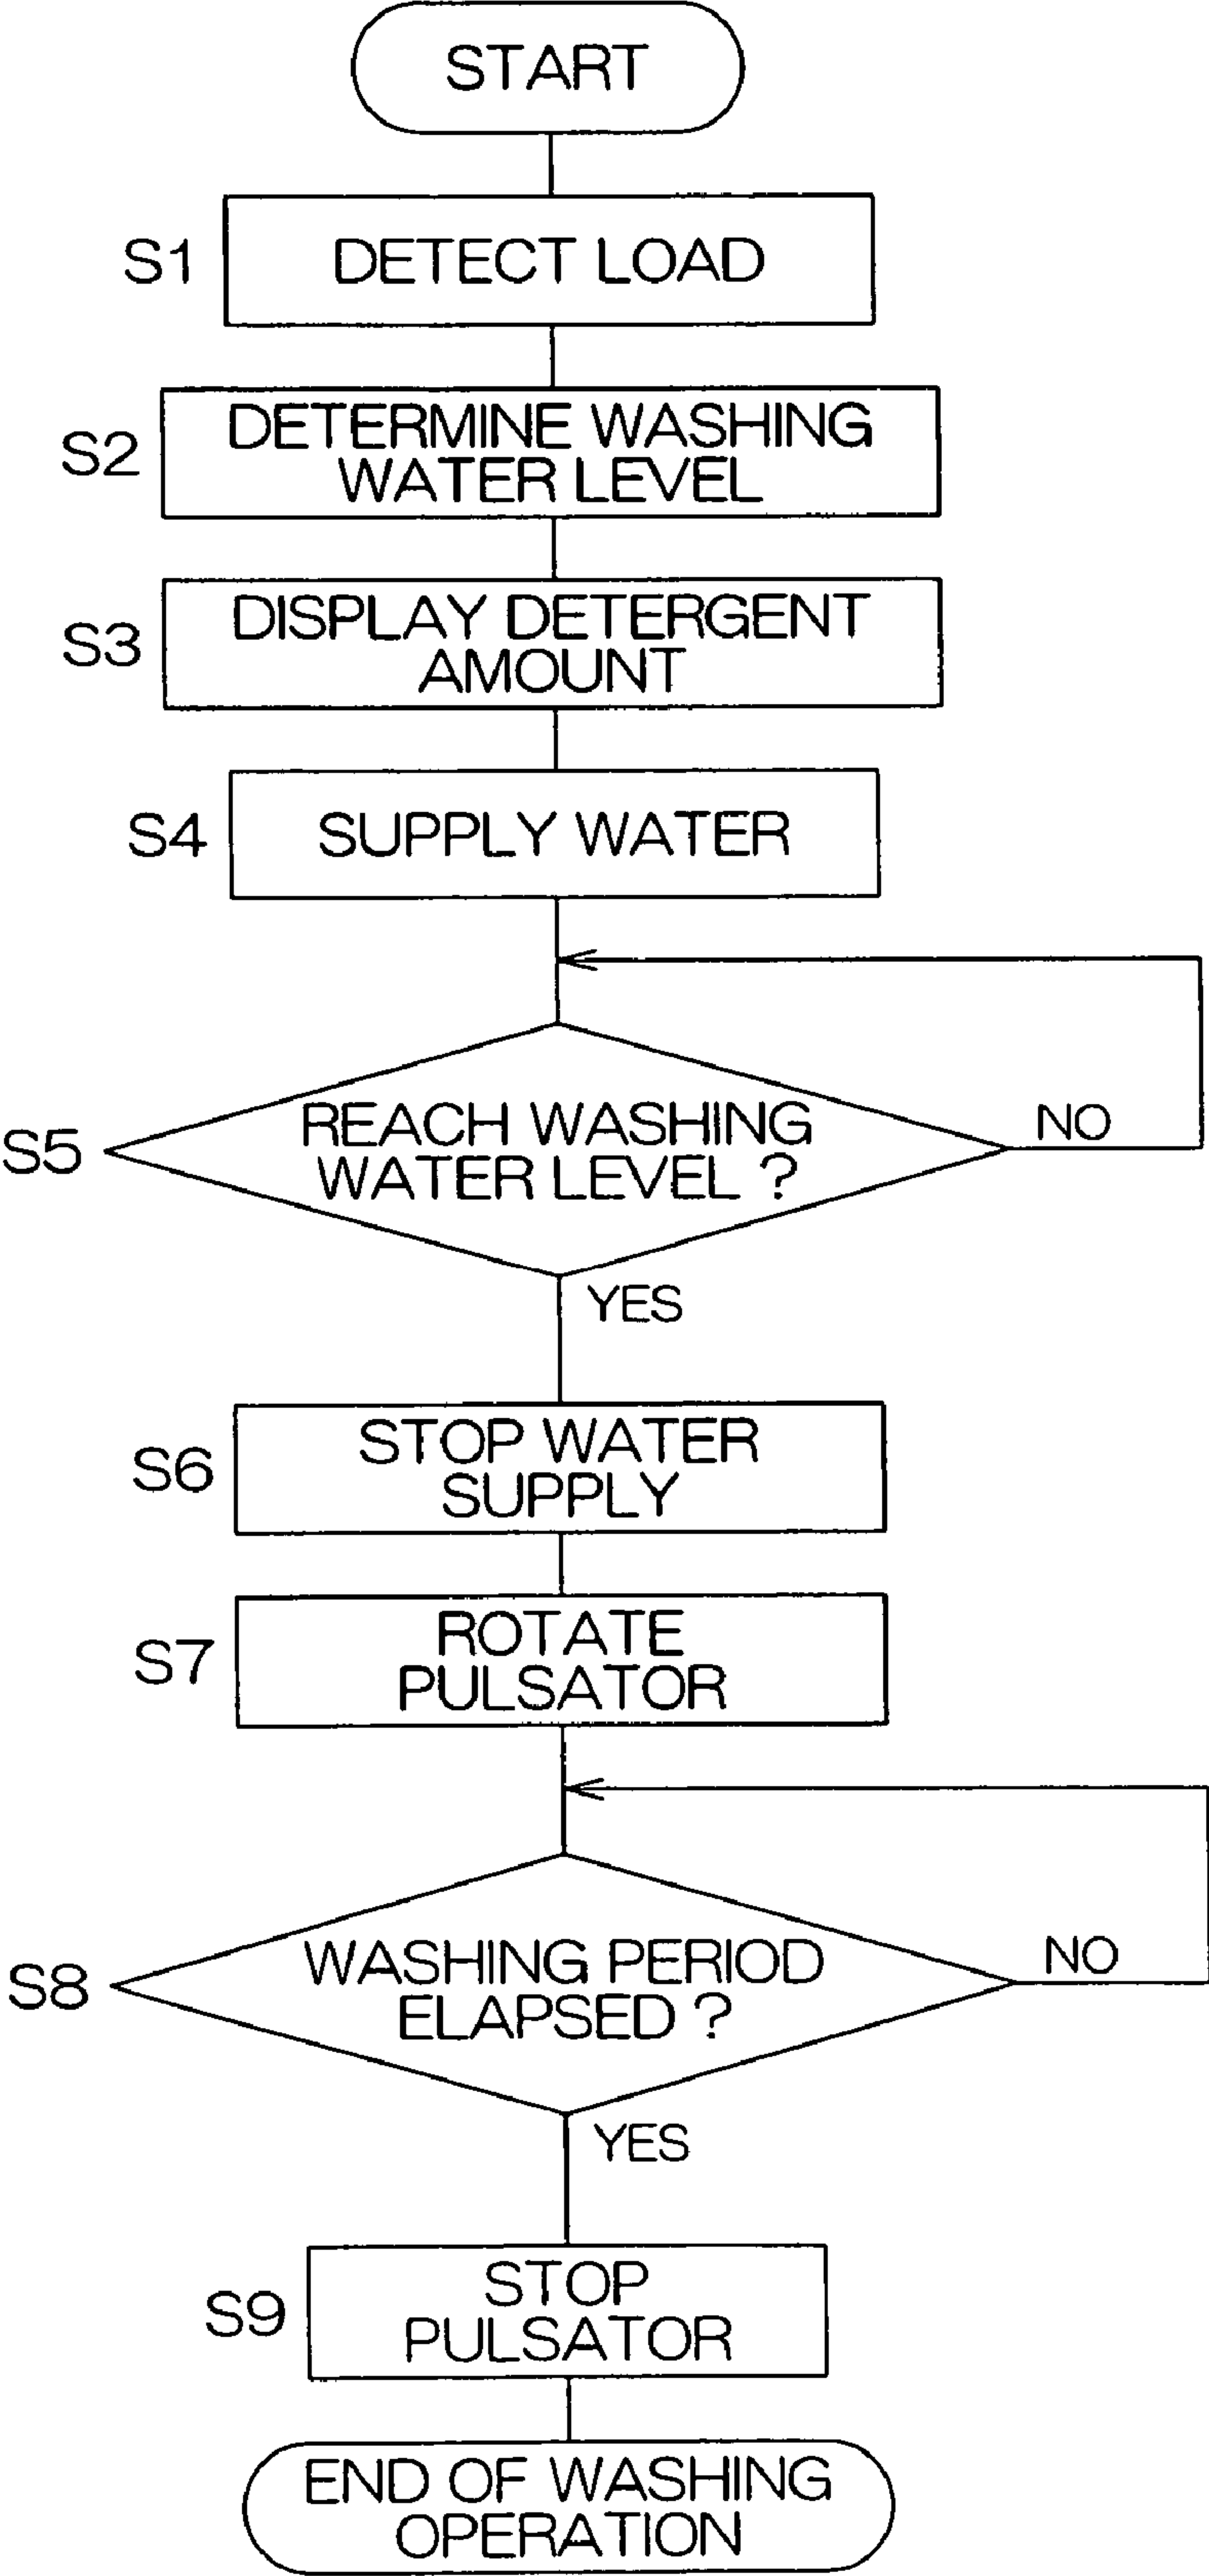 START
S1
DETECT LOAD
S2
DETERMINE WASHING
WATER LEVEL
S3
DISPLAY DETERGENT
AMOUNT
S4
SUPPLY WATER
S5
REACH WASHING
WATER LEVEL ?
NO
YES
S6
STOP WATER
SUPPLY
S7
ROTATE
PULSATOR
S8
WASHING PERIOD
ELAPSED ?
NO
YES
S9
STOP
PULSATOR
END OF WASHING
OPERATION